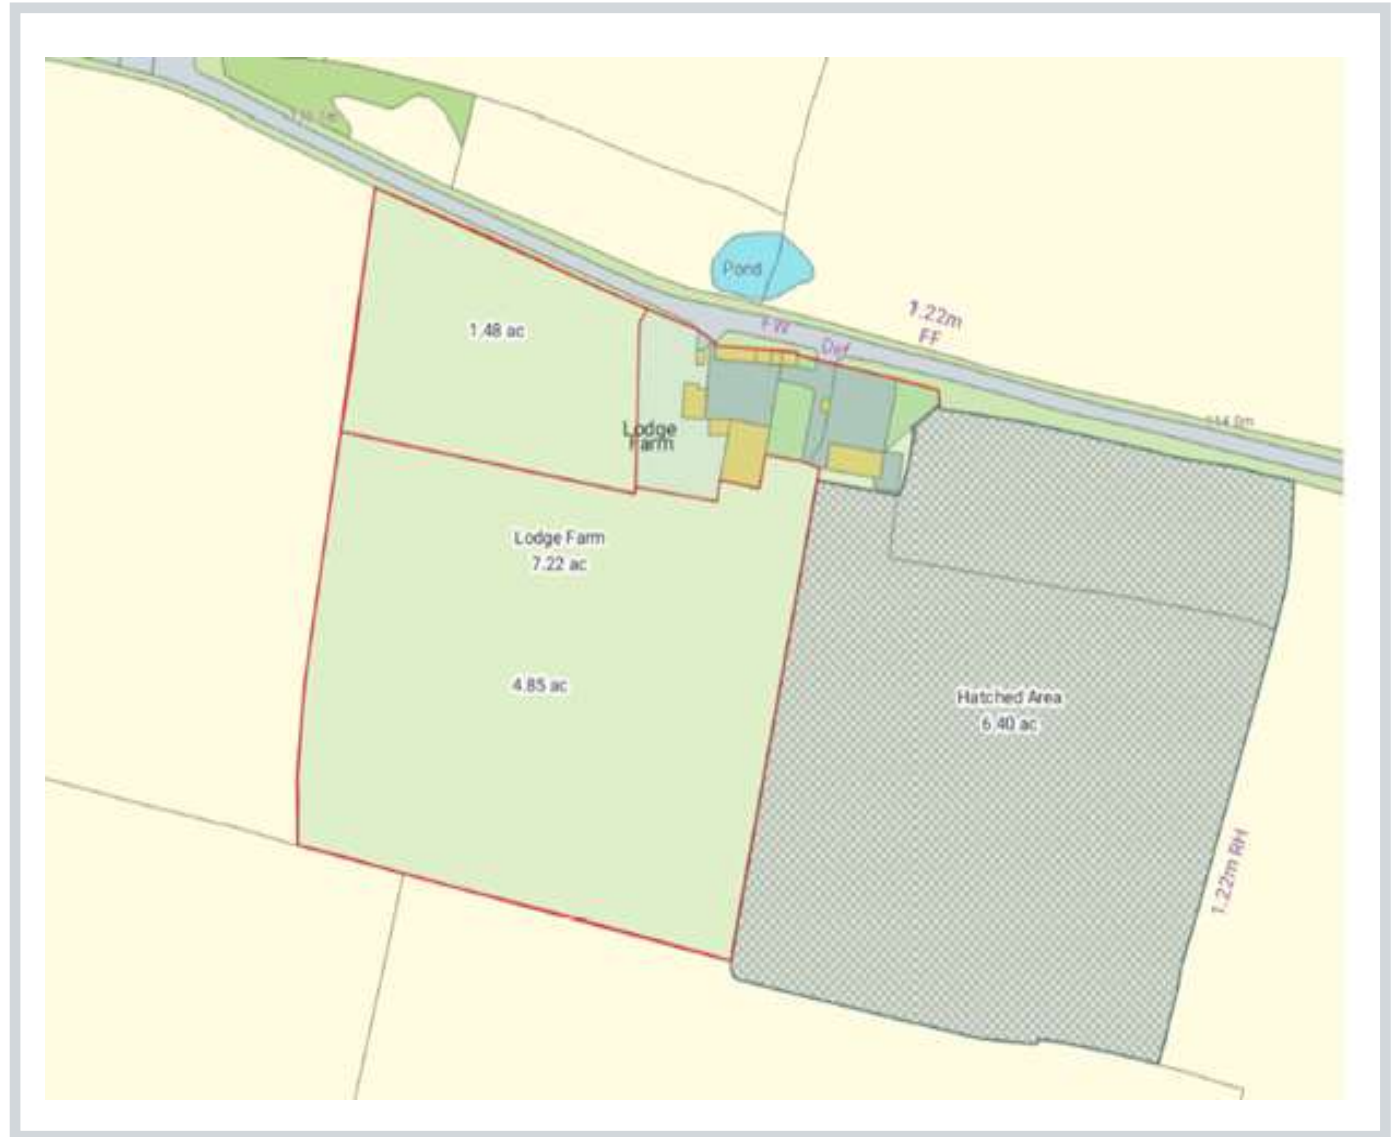 Pond
1.22m
FF
FW
Def
1.48 ac
Lodge
Farm
Lodge Farm
7.22 ac
4.85 ac
Hatched Area
6.40 ac
1.22m RH